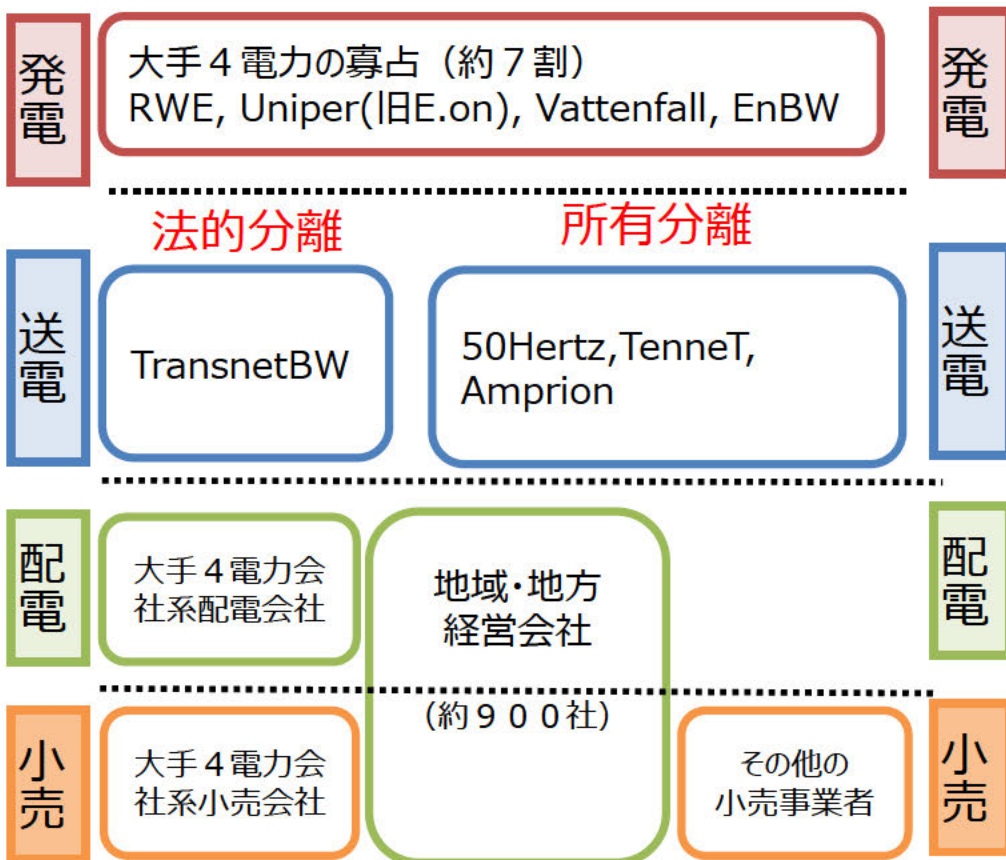 発電
大手４電力の寡占（約７割）
RWE, Uniper(旧E.on), Vattenfall, EnBW
発電
法的分離
所有分離
送電
TransnetBW
50Hertz,TenneT,
Amprion
送電
配電
大手４電力会
社系配電会社
地域・地方
経営会社
（約９００社）
配電
小売
大手４電力会
社系小売会社
その他の
小売事業者
小売